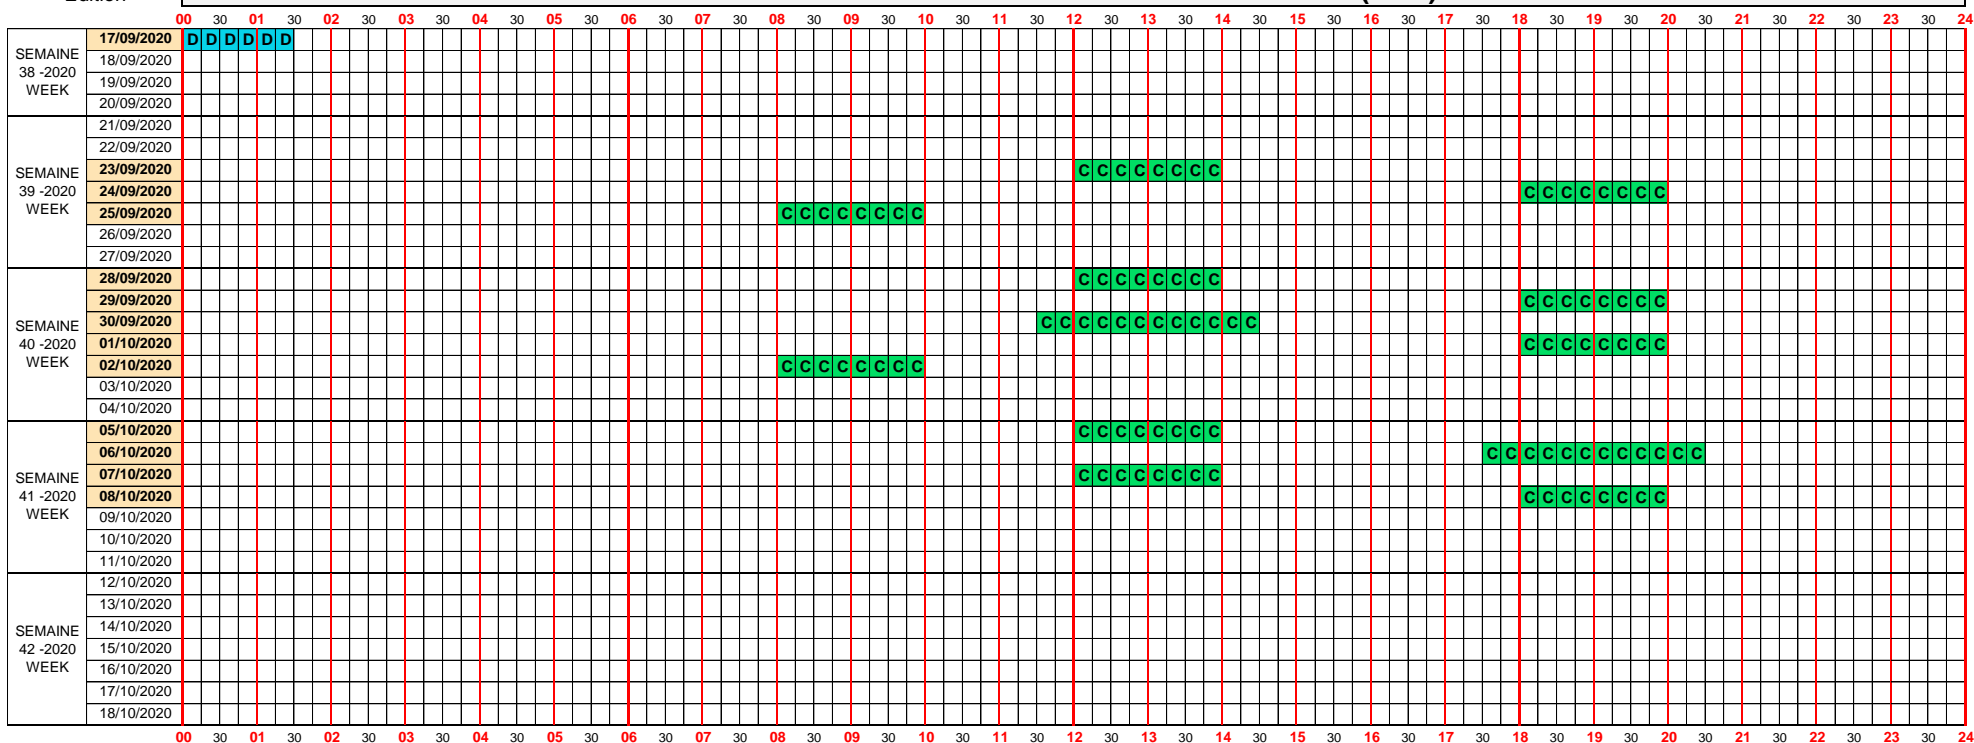 00 30 01 30 02 30 03 30 04 30 05 30 06 30 07 30 08 30 09 30 10 30 11 30 12 30 13 30 14 30 15 30 16 30 17 30 18 30 19 30 20 30 21 30 22 30 23 30 24
SEMAINE
38 -2020
WEEK
17/09/2020 D D D D D D
18/09/2020
19/09/2020
20/09/2020
SEMAINE
39 -2020
WEEK
21/09/2020
22/09/2020
23/09/2020 C C C C C C C C
24/09/2020 C C C C C C C C
25/09/2020 C C C C C C C C
26/09/2020
27/09/2020
SEMAINE
40 -2020
WEEK
28/09/2020 C C C C C C C C
29/09/2020 C C C C C C C C
30/09/2020 C C C C C C C C C C C C
01/10/2020 C C C C C C C C
02/10/2020 C C C C C C C C
03/10/2020
04/10/2020
SEMAINE
41 -2020
WEEK
05/10/2020 C C C C C C C C
06/10/2020 C C C C C C C C C C C C
07/10/2020 C C C C C C C C
08/10/2020 C C C C C C C C
09/10/2020
10/10/2020
11/10/2020
SEMAINE
42 -2020
WEEK
12/10/2020
13/10/2020
14/10/2020
15/10/2020
16/10/2020
17/10/2020
18/10/2020
00 30 01 30 02 30 03 30 04 30 05 30 06 30 07 30 08 30 09 30 10 30 11 30 12 30 13 30 14 30 15 30 16 30 17 30 18 30 19 30 20 30 21 30 22 30 23 30 24